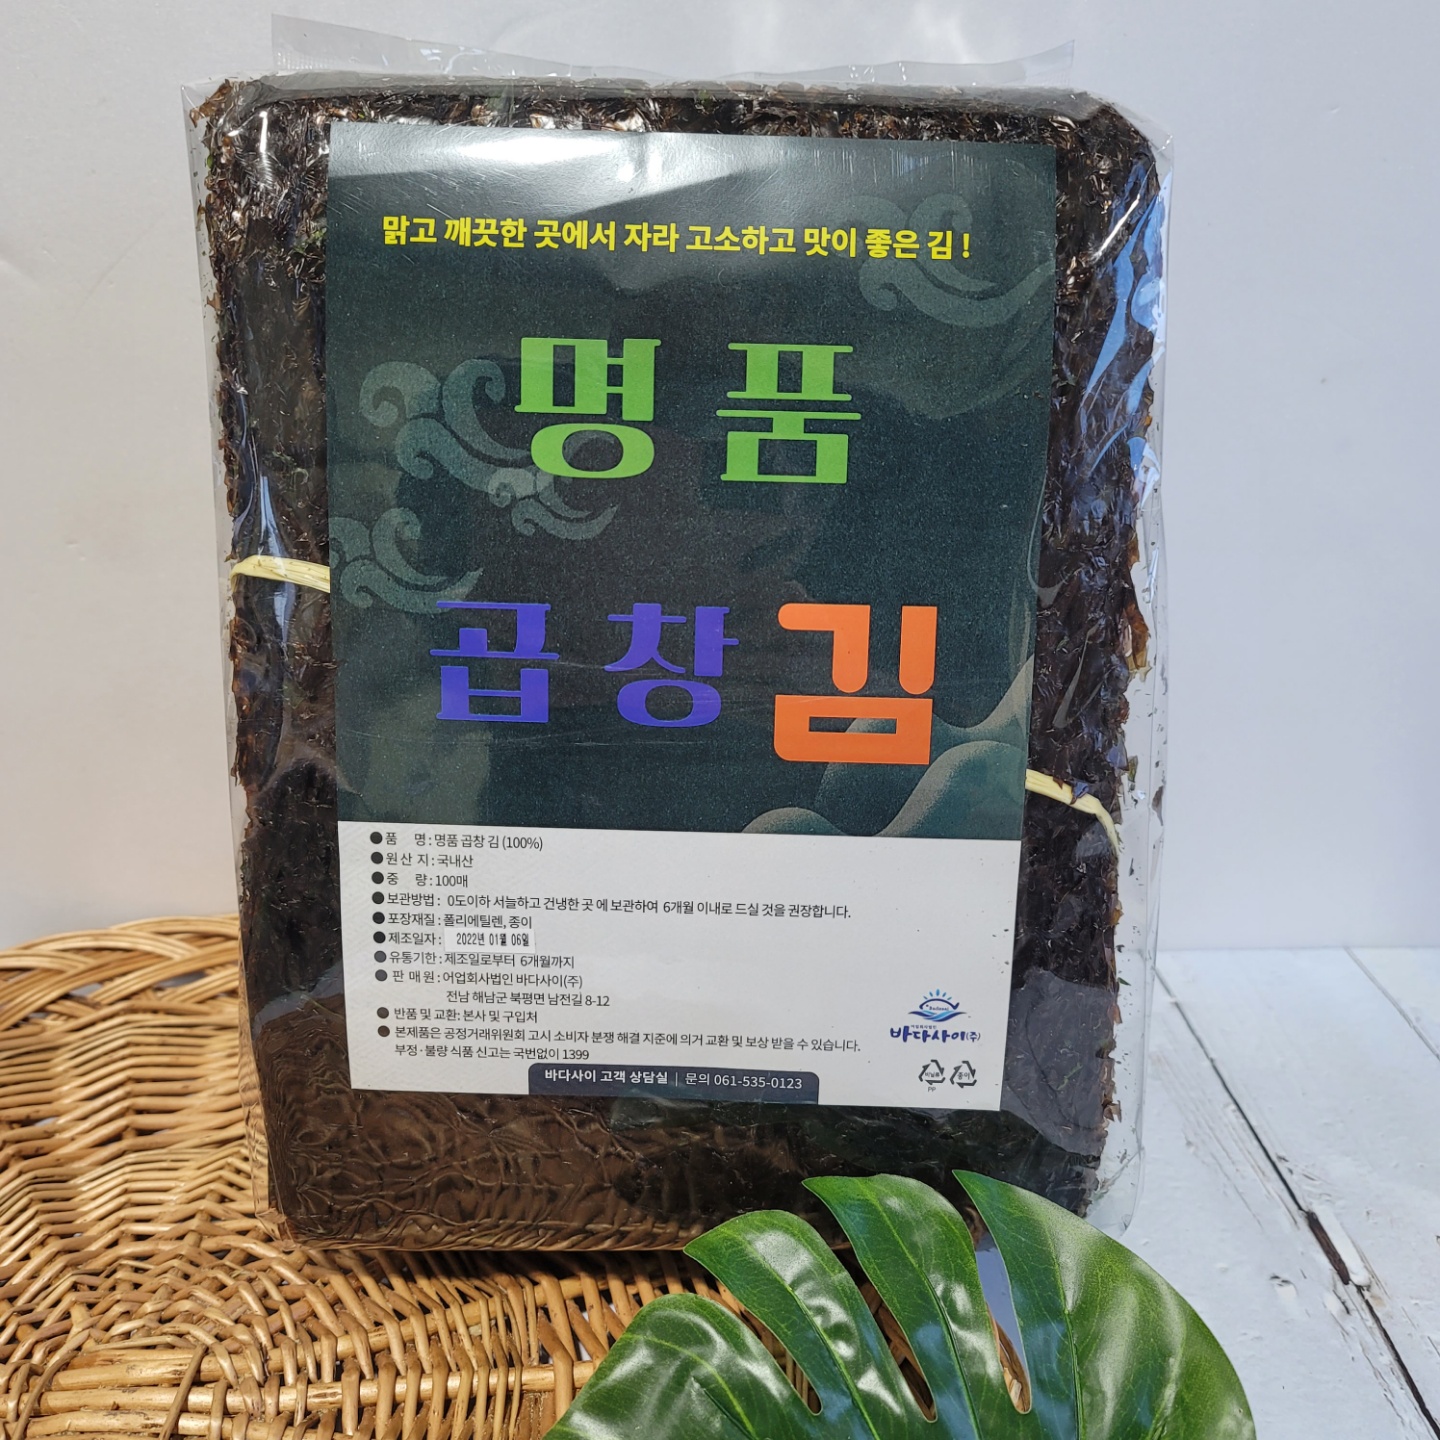 맑고 깨끗한 곳에서 자라 고소하고 맛이 좋은 김 !
명품
곱창김
●품 명 : 명품 곱창 김 (100%)
●원 산 지 : 국내산
●중 량 : 100매
●보관방법 : 0도이하 서늘하고 건냉한 곳 에 보관하여 6개월 이내로 드실 것을 권장합니다.
●포장재질 : 폴리에틸렌, 종이
●제조일자 : 2022년 01월 06일
●유통기한 : 제조일로부터 6개월까지
●판 매 원 : 어업회사법인 바다사이(주)
전남 해남군 북평면 남전길 8-12
●반품 및 교환: 본사 및 구입처
●본제품은 공정거래위원회 고시 소비자 분쟁 해결 지준에 의거 교환 및 보상 받을 수 있습니다.
부정·불량 식품 신고는 국번없이 1399
바다사이 고객 상담실 | 문의 061-535-0123
어업회사법인
바다사이(주)
비닐류 종이
PP